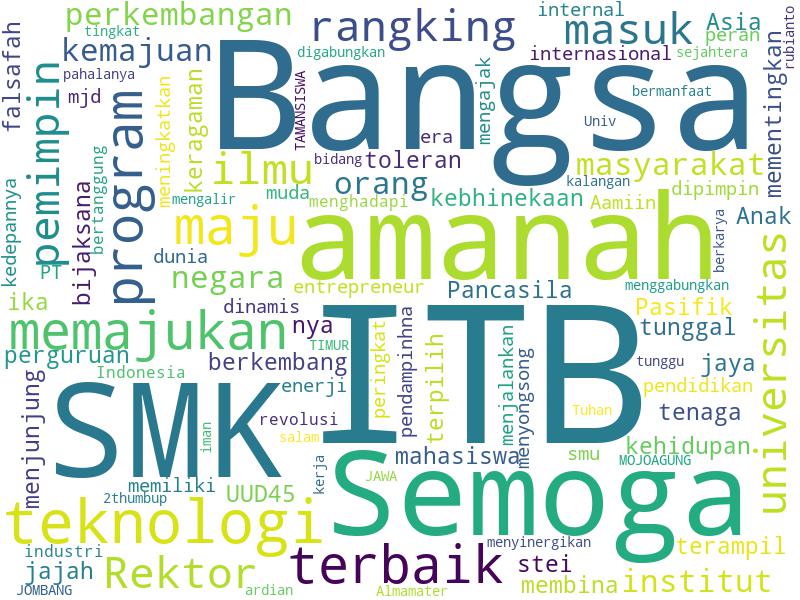 perkembangan
tingkat
internal
rangking
masuk
Asia
peran
rubianto
falsafah
kemajuan
digabungkan
internasional
sejahtera
pahalanya
Bangsa
mjd
pemimpin
program
meningkatkan
keragaman
TAMANSISWA
era
mengajak
bermanfaat
Univ
mementingkan
ilmu
bidang
toleran
masyarakat
kedepannya
bertanggung
bijaksana
mengalir
muda
orang
menghadapi
kebhinekaan
kalangan
dipimpin
Aamiin
berkarya
Anak
maju
amanah
PT
dunia
negara
entrepreneur
Pancasila
menggabungkan
universitas
ika
dinamis
nya
Pasifik
memajukan
TIMUR
ITB
tunggal
perguruan
Indonesia
berkembang
enerji
peringkat
pendampinhna
terpilih
menjalankan
menyongsong
tunggu
jaya
pendidikan
menjunjung
SMK
revolusi
Tuhan
tenaga
iman
salam
kerja
mahasiswa
smu
kehidupan
MOJOAGUNG
memiliki
2thumbup
UUD45
JAWA
Semoga
teknologi
industri
jajah
Rektor
terbaik
menyinergikan
stei
terampil
JOMBANG
ardian
Almamater
membina
institut